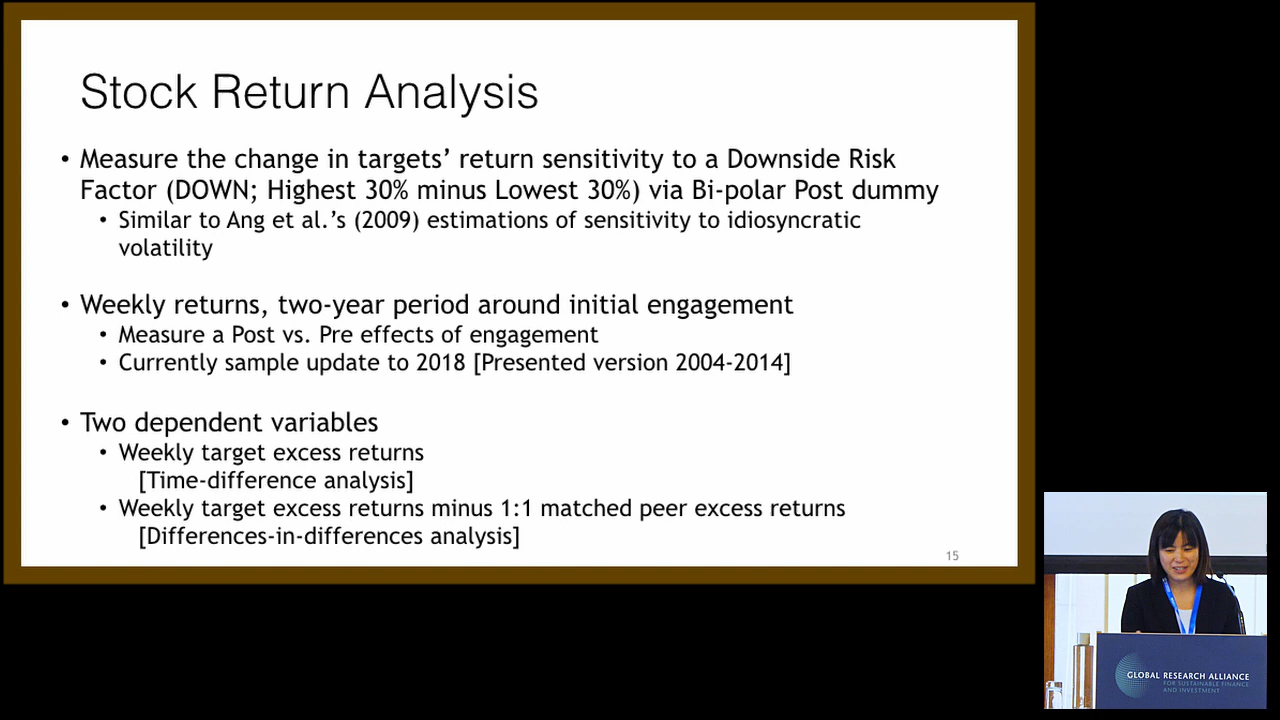 Stock Return Analysis
• Measure the change in targets’ return sensitivity to a Downside Risk
Factor (DOWN; Highest 30% minus Lowest 30%) via Bi-polar Post dummy
• Similar to Ang et al.’s (2009) estimations of sensitivity to idiosyncratic
volatility
• Weekly returns, two-year period around initial engagement
• Measure a Post vs. Pre effects of engagement
• Currently sample update to 2018 [Presented version 2004-2014]
• Two dependent variables
• Weekly target excess returns
[Time-difference analysis]
• Weekly target excess returns minus 1:1 matched peer excess returns
[Differences-in-differences analysis]
15
GLOBAL RESEARCH ALLIANCE
FOR SUSTAINABLE FINANCE
AND INVESTMENT